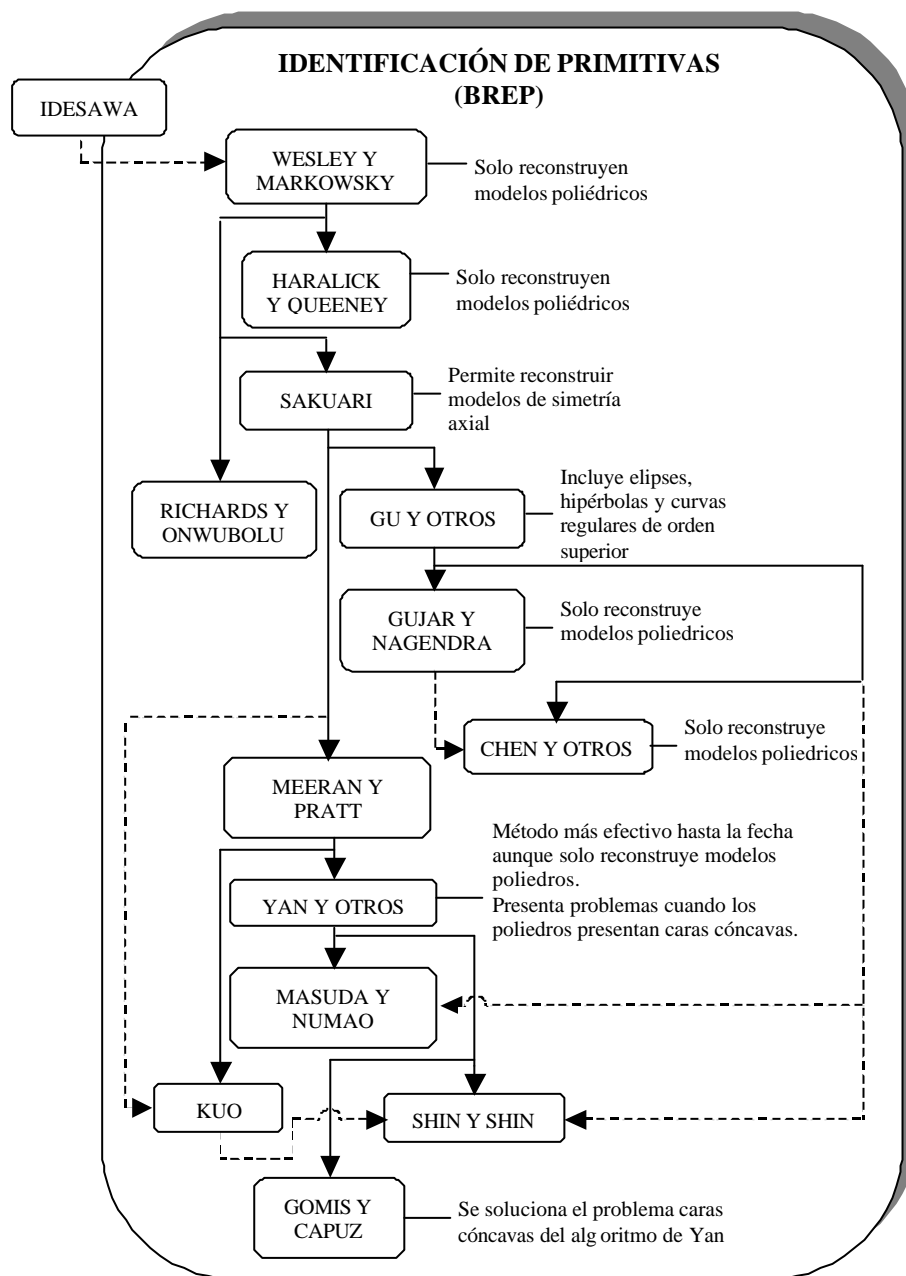 IDENTIFICACIÓN DE PRIMITIVAS
(BREP)
IDESAWA
WESLEY Y
MARKOWSKY
Solo reconstruyen
modelos poliédricos
HARALICK
Y QUEENEY
Solo reconstruyen
modelos poliédricos
SAKUARI
Permite reconstruir
modelos de simetría
axial
RICHARDS Y
ONWUBOLU
GU Y OTROS
Incluye elipses,
hipérbolas y curvas
regulares de orden
superior
GUJAR Y
NAGENDRA
Solo reconstruye
modelos poliedricos
CHEN Y OTROS
Solo reconstruye
modelos poliedricos
MEERAN Y
PRATT
Método más efectivo hasta la fecha
aunque solo reconstruye modelos
poliedros.
Presenta problemas cuando los
poliedros presentan caras cóncavas.
YAN Y OTROS
MASUDA Y
NUMAO
KUO
SHIN Y SHIN
GOMIS Y
CAPUZ
Se soluciona el problema caras
cóncavas del algoritmo de Yan